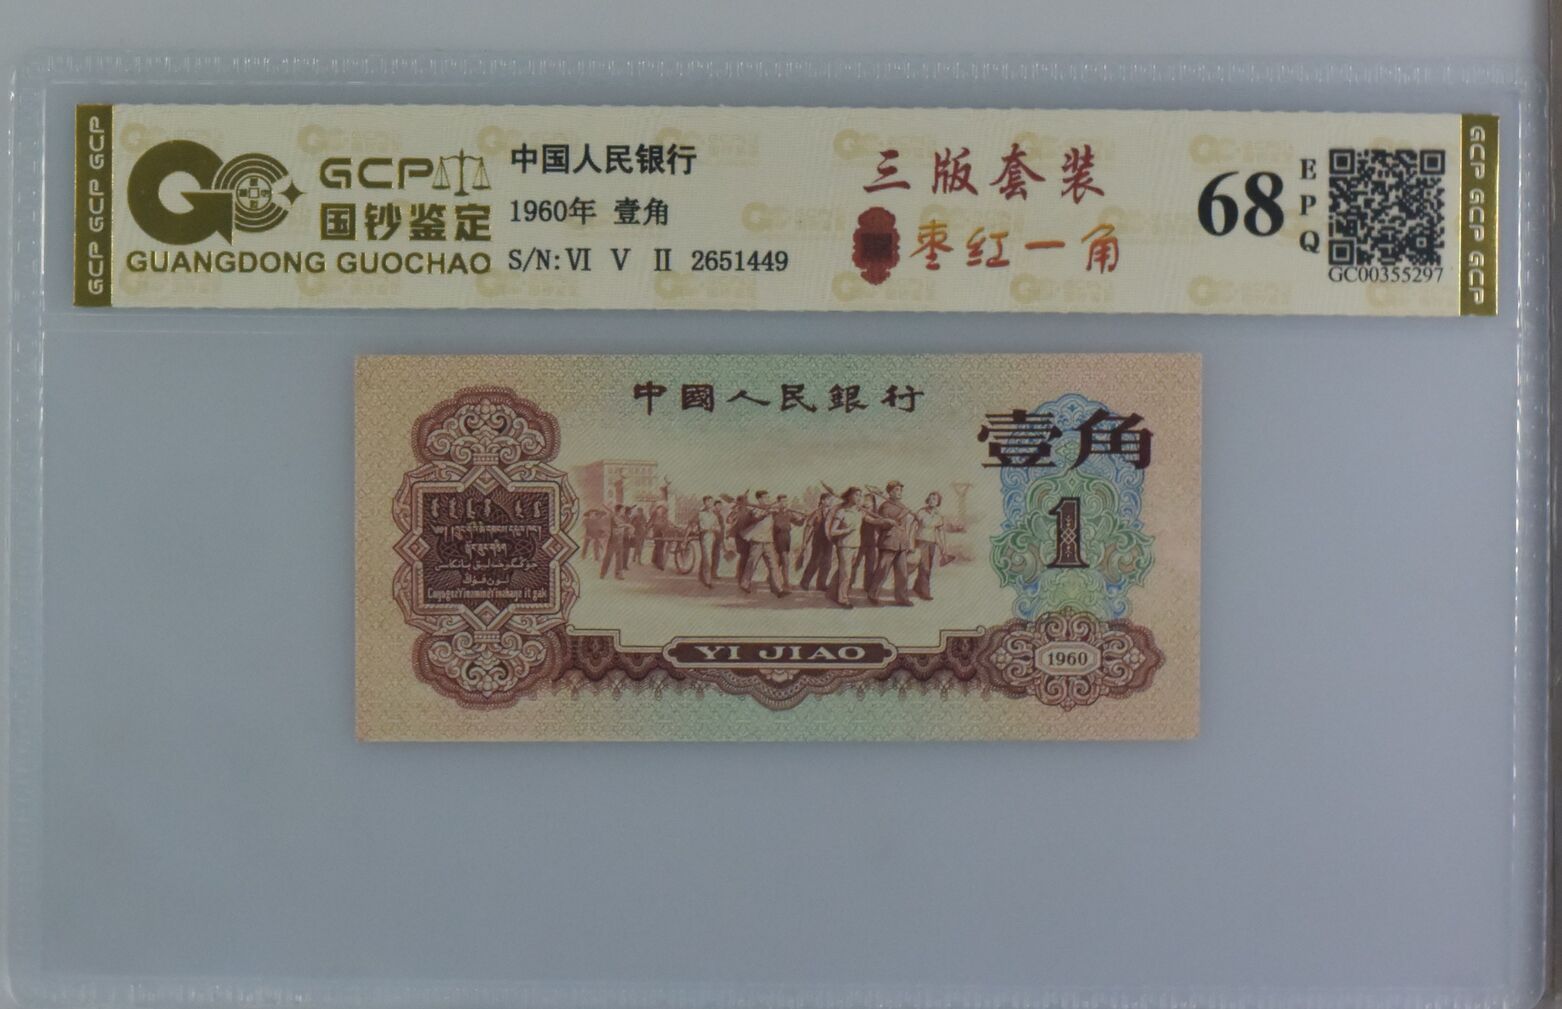 GCP GCP GCP
GCP
国钞鉴定
GUANGDONG GUOCHAO
中国人民银行
1960年 壹角
S/N: VI V II 2651449
三版套装
枣红一角
68
EPQ
GC00355297
GCP GCP GCP
中國人民銀行
壹角
1
YI JIAO
1960